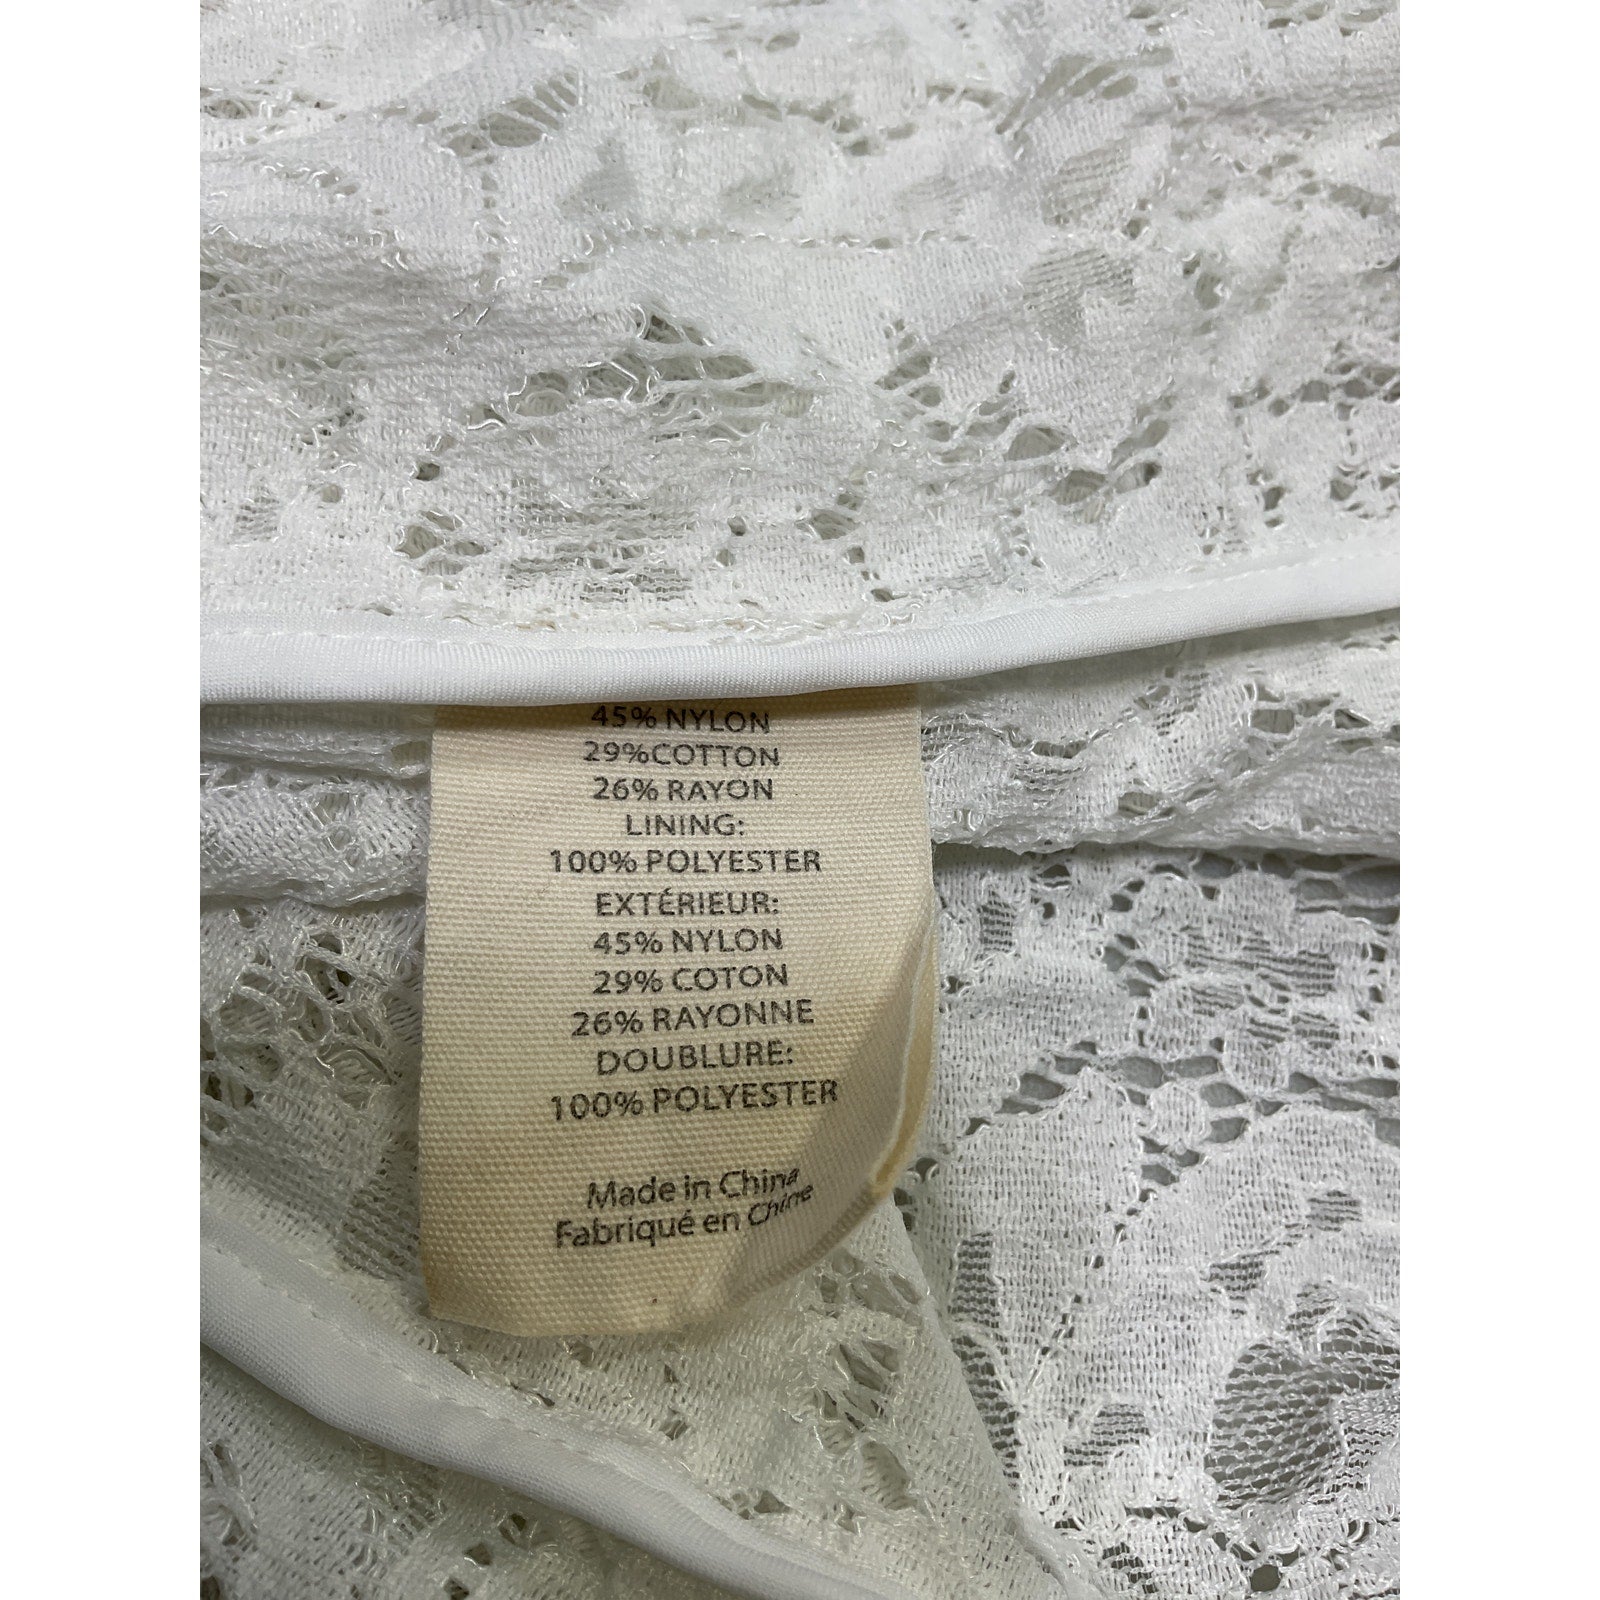 45% NYLON
29%COTTON
26% RAYON
LINING:
100% POLYESTER
EXTÉRIEUR:
45% NYLON
29% COTON
26% RAYONNE
DOUBLURE:
100% POLYESTER
Made in China
Fabriqué en Chine